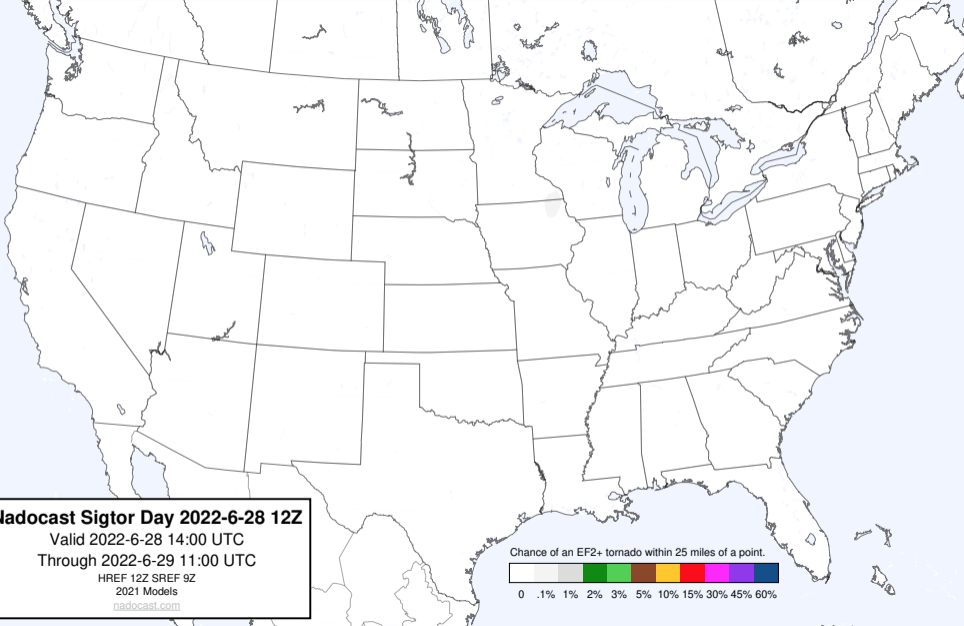 Nadocast Sigtor Day 2022-6-28 12Z
Valid 2022-6-28 14:00 UTC
Through 2022-6-29 11:00 UTC
HREF 12Z SREF 9Z
2021 Models
nadocast.com
Chance of an EF2+ tornado within 25 miles of a point.
0 .1% 1% 2% 3% 5% 10% 15% 30% 45% 60%